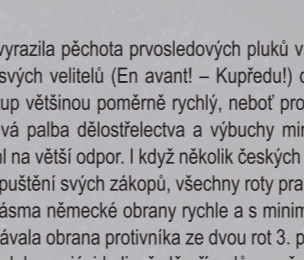 vyrazila pěchota prvosledových pluků v
svých velitelů (En avant! – Kupředu!)
tup většinou poměrně rychlý, neboť pro
vá palba dělostřelectva a výbuchy min
l na větší odpor. I když několik českých
puštění svých zákopů, všechny roty pra
ásma německé obrany rychle a s minim
ávala obrana protivníka ze dvou rot 3. p